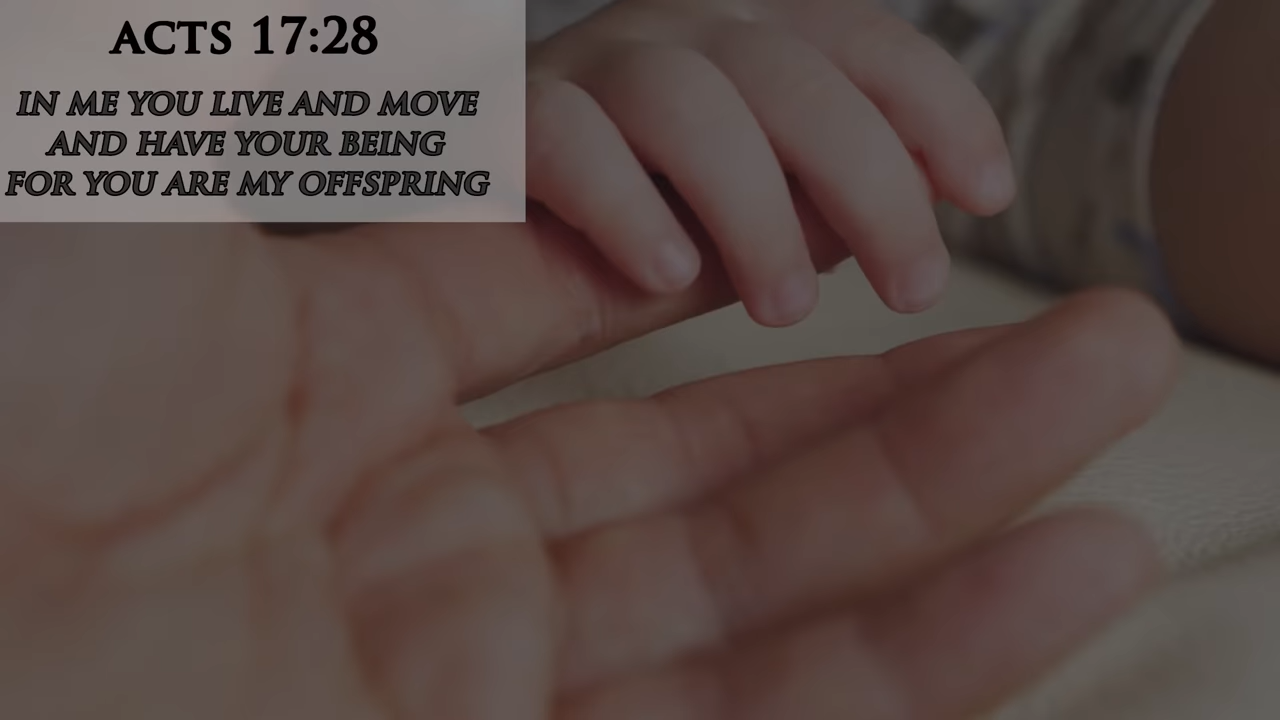 ACTS 17:28
IN ME YOU LIVE AND MOVE
AND HAVE YOUR BEING
FOR YOU ARE MY OFFSPRING